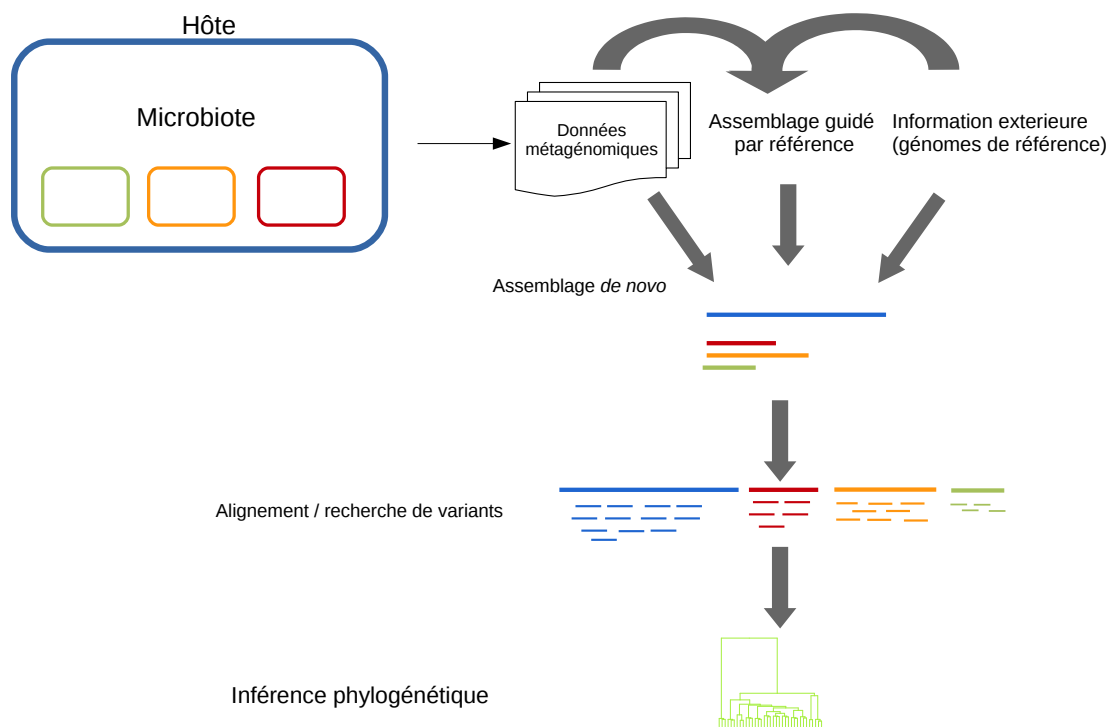 Hôte
Microbiote
Données
métagénomiques
Assemblage guidé
par référence
Information exterieure
(génomes de référence)
Assemblage de novo
Alignement / recherche de variants
Inférence phylogénétique